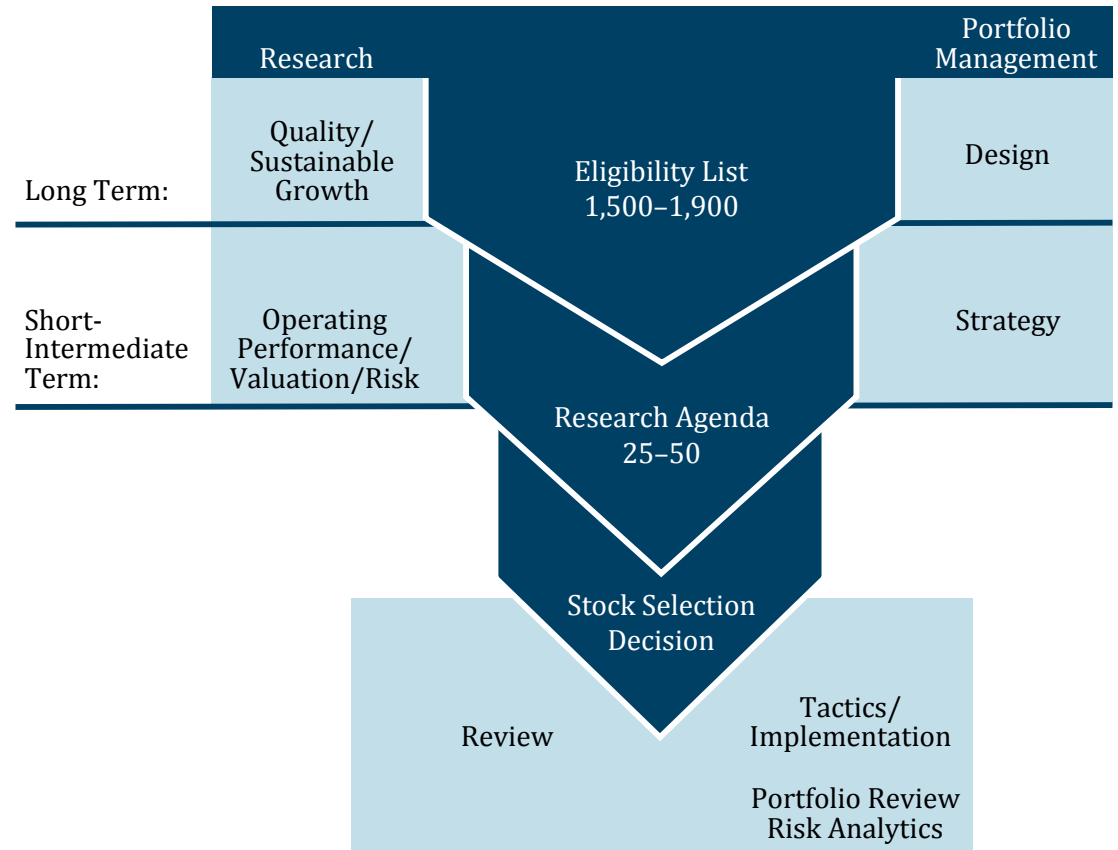 Research
Portfolio
Management
Long Term:
Quality/
Sustainable
Growth
Eligibility List
1,500–1,900
Design
Short-
Intermediate
Term:
Operating
Performance/
Valuation/Risk
Strategy
Research Agenda
25–50
Stock Selection
Decision
Review
Tactics/
Implementation
Portfolio Review
Risk Analytics